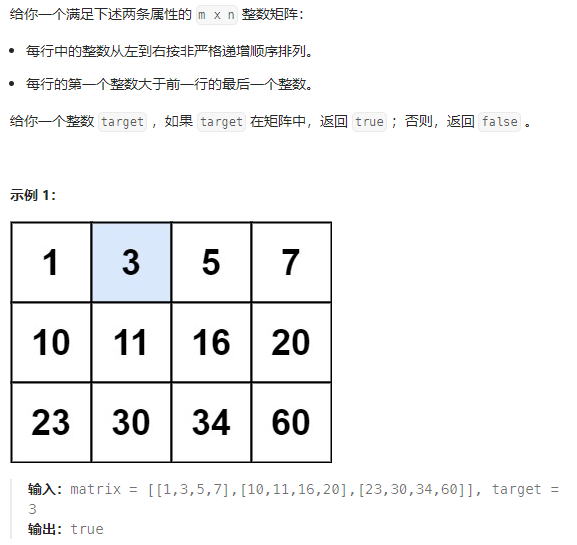 给你一个满足下述两条属性的 m x n 整数矩阵：
• 每行中的整数从左到右按非严格递增顺序排列。
• 每行的第一个整数大于前一行的最后一个整数。
给你一个整数 target ，如果 target 在矩阵中，返回 true ；否则，返回 false 。
示例 1：
1 3 5 7
10 11 16 20
23 30 34 60
输入：matrix = [[1,3,5,7],[10,11,16,20],[23,30,34,60]], target =
3
输出：true